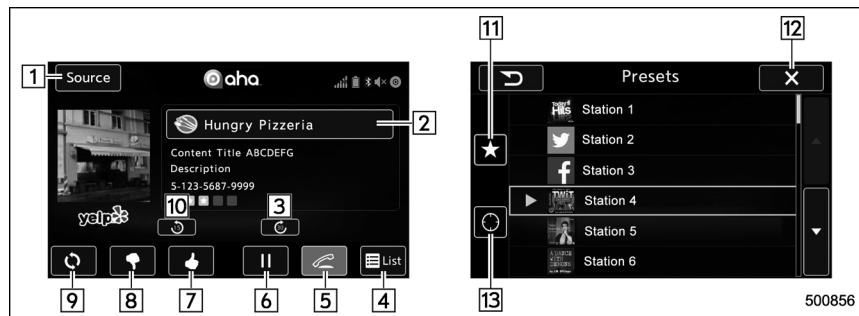 11
12
1
Source
aha
Presets
Hungry Pizzeria
2
Content Title ABCDEFG
Description
5-123-5687-9999
yelp
10
3
15
30
List
9
8
7
6
5
4
Station 1
Station 2
Station 3
Station 4
Station 5
Station 6
13
500856